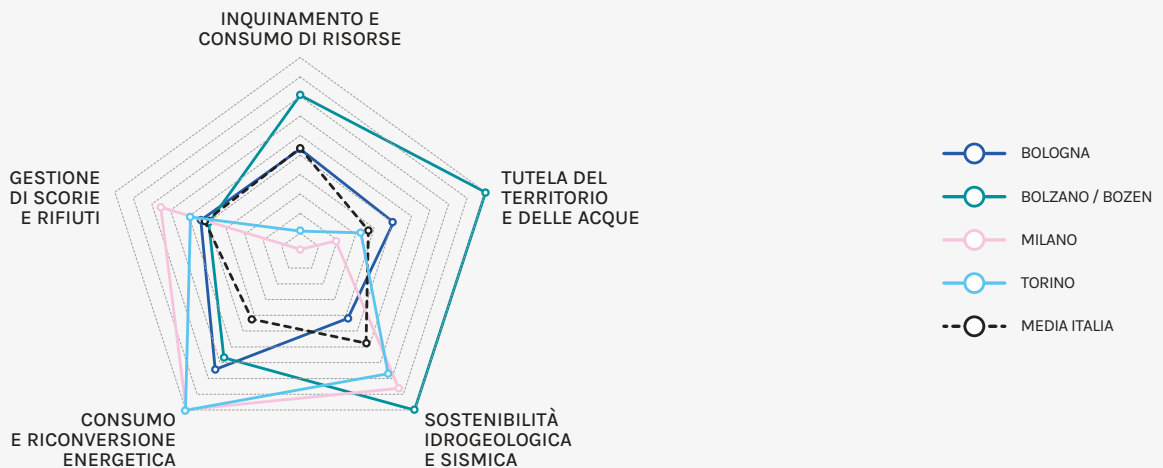 INQUINAMENTO E
CONSUMO DI RISORSE
TUTELA DEL
TERRITORIO
E DELLE ACQUE
SOSTENIBILITÀ
IDROGEOLOGICA
E SISMICA
CONSUMO
E RICONVERSIONE
ENERGETICA
GESTIONE
DI SCORIE
E RIFIUTI
BOLOGNA
BOLZANO / BOZEN
MILANO
TORINO
MEDIA ITALIA